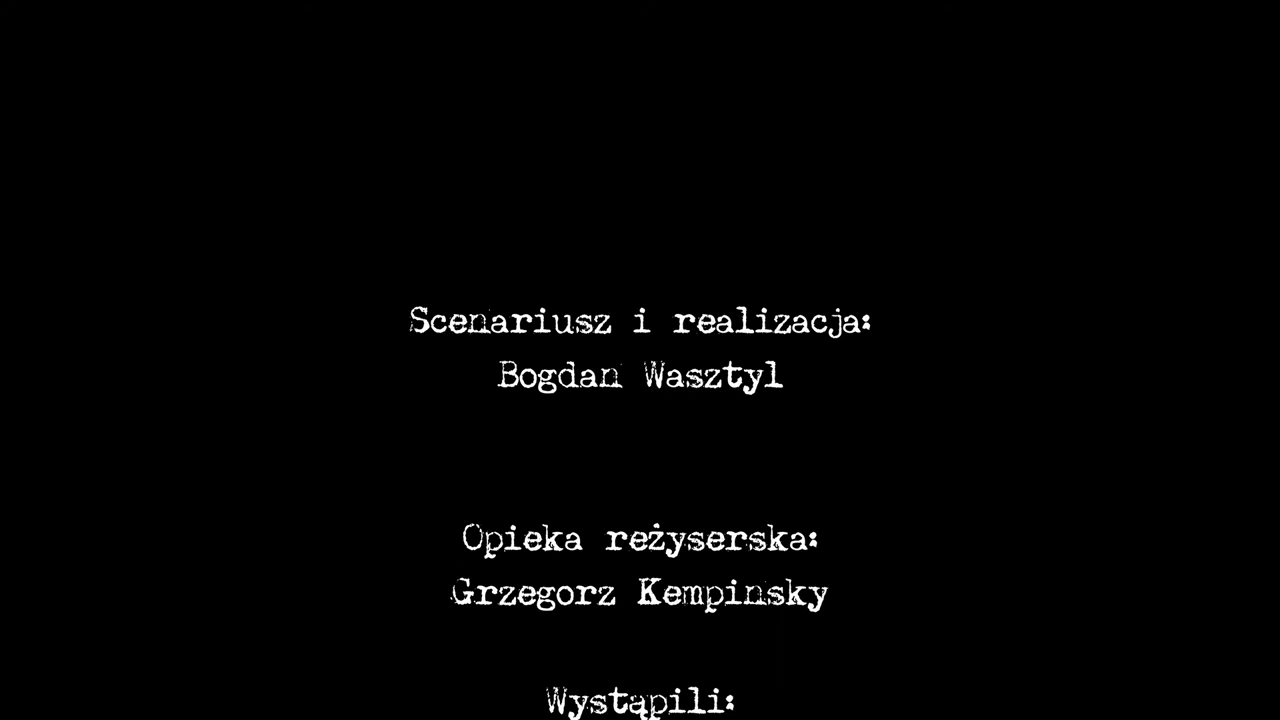 Scenariusz i realizacja:
Bogdan Wasztyl
Opieka reżyserska:
Grzegorz Kempinsky
Wystąpili: